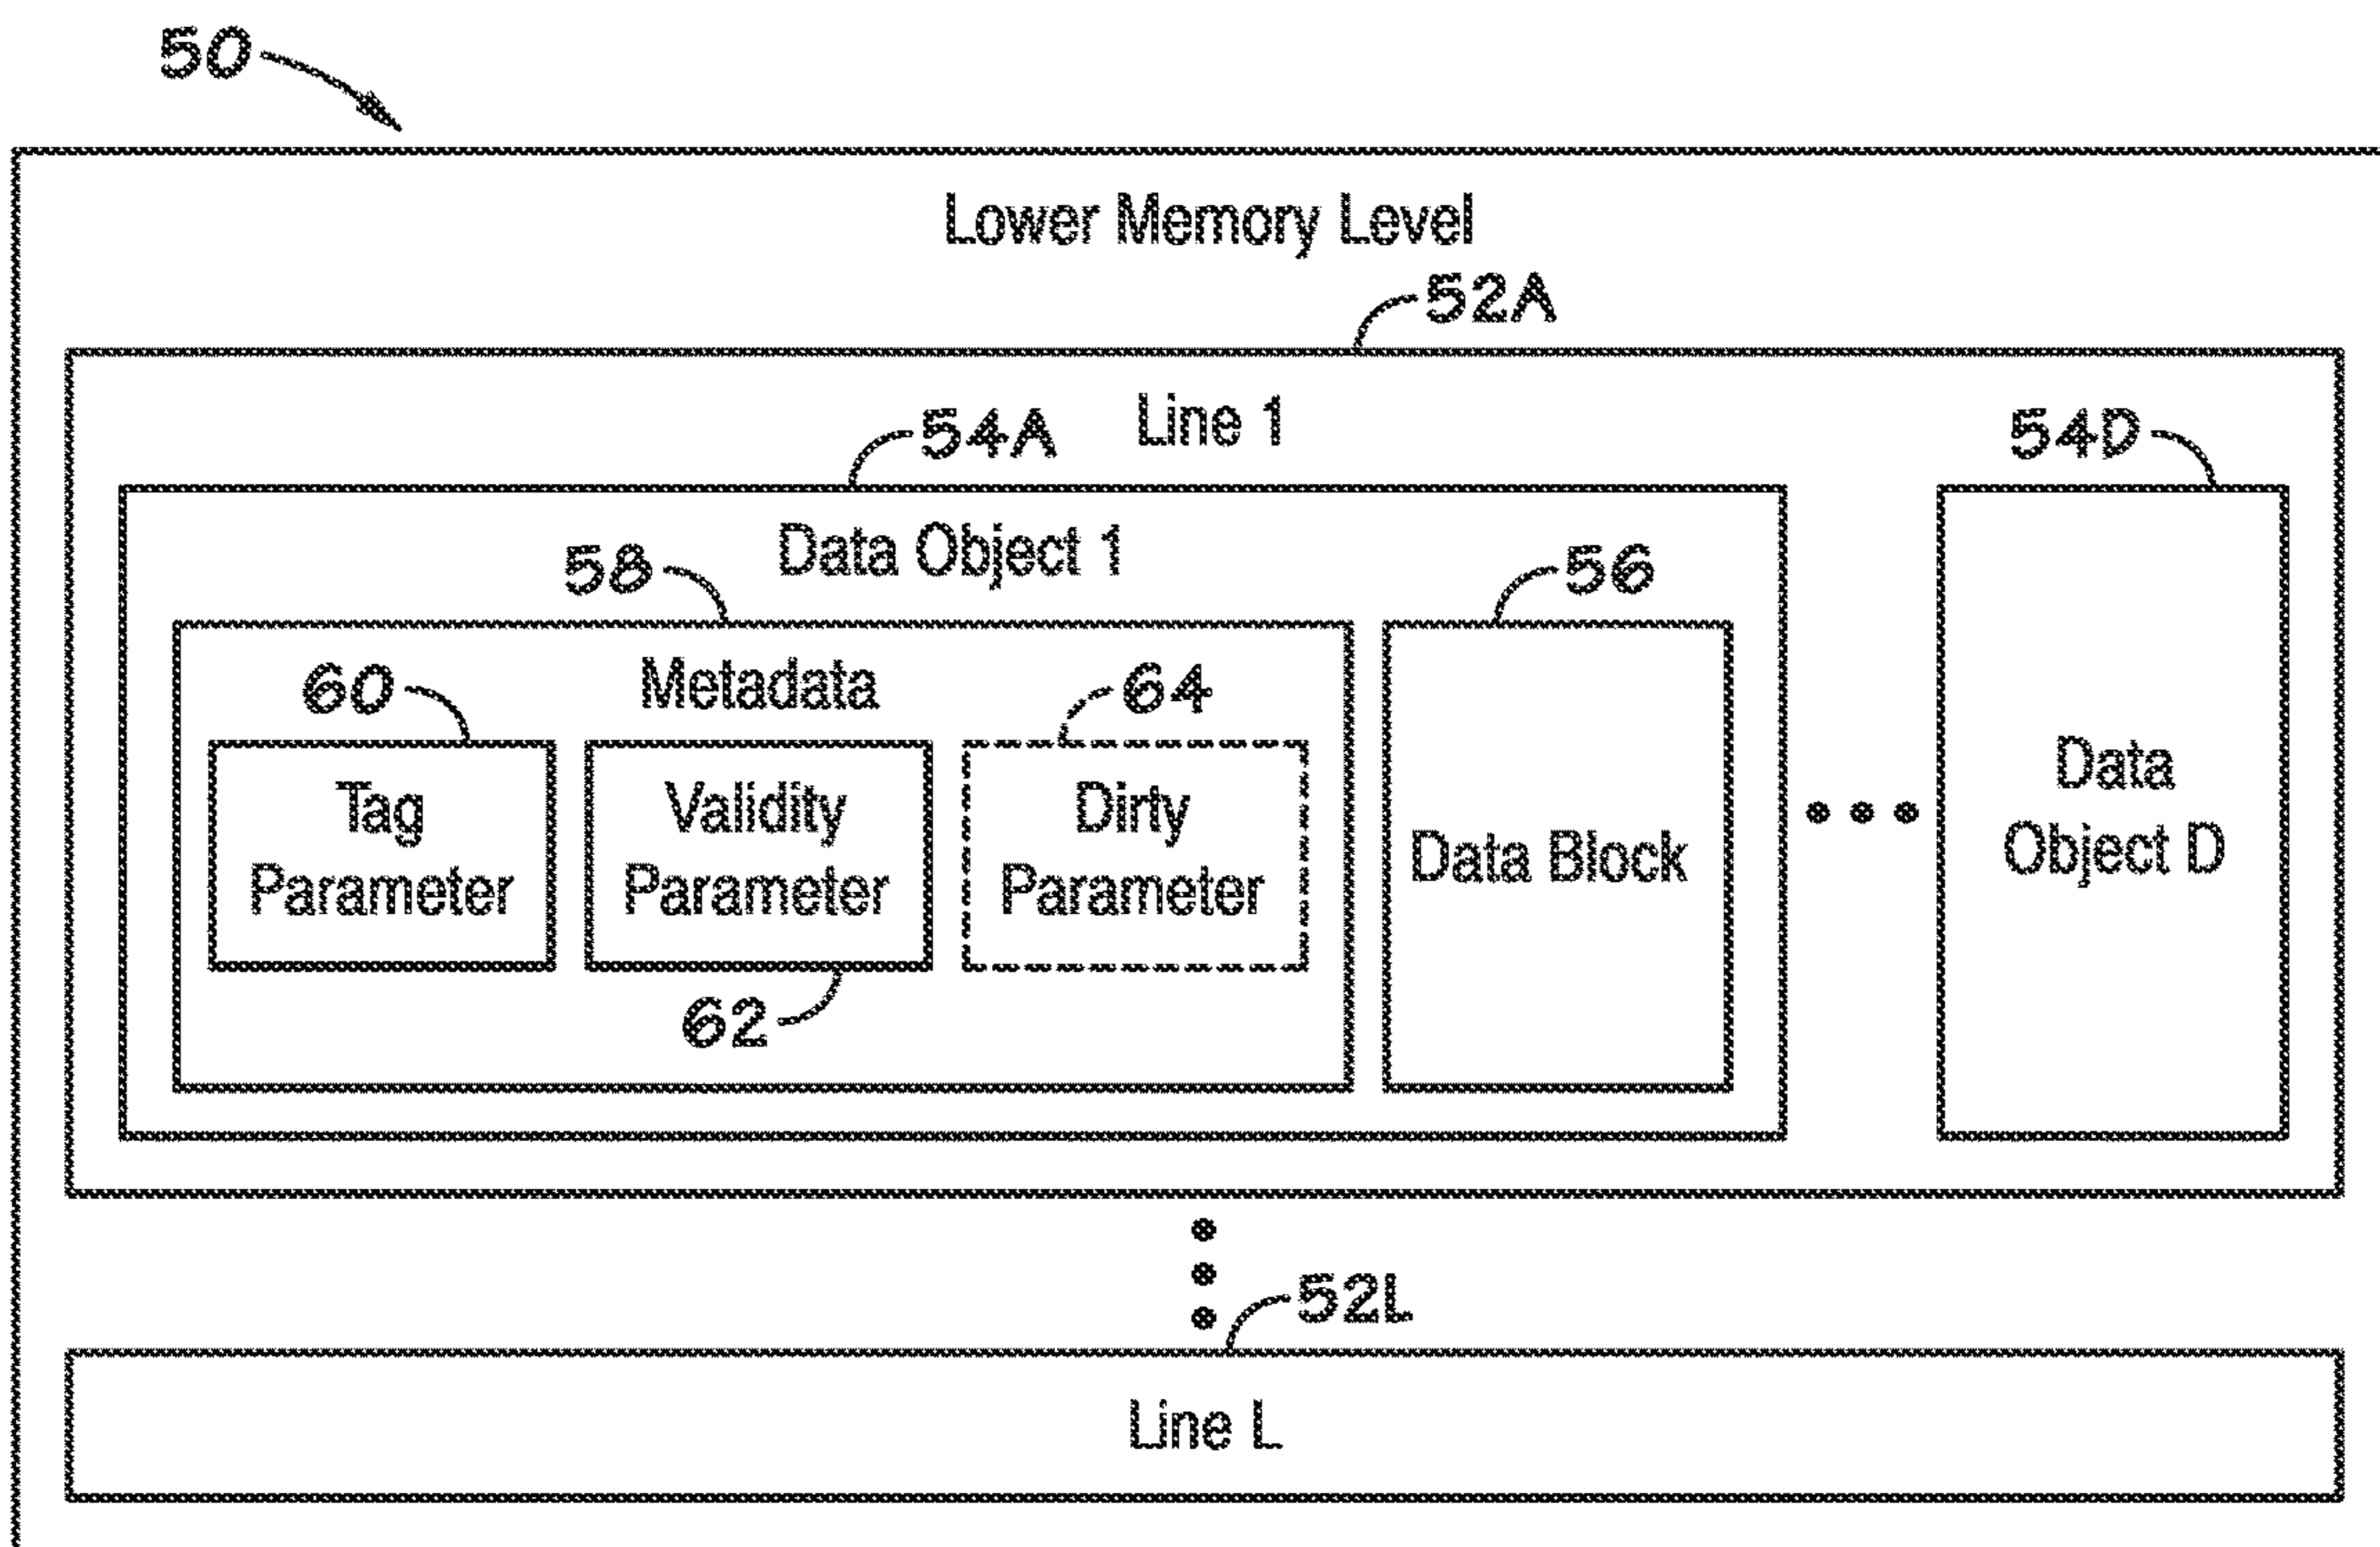 50
Lower Memory Level
52A
Line 1
54A
54D
Data Object 1
58
56
Metadata
60
64
Tag
Parameter
Validity
Parameter
Dirty
Parameter
62
Data Block
Data
Object D
52L
Line L